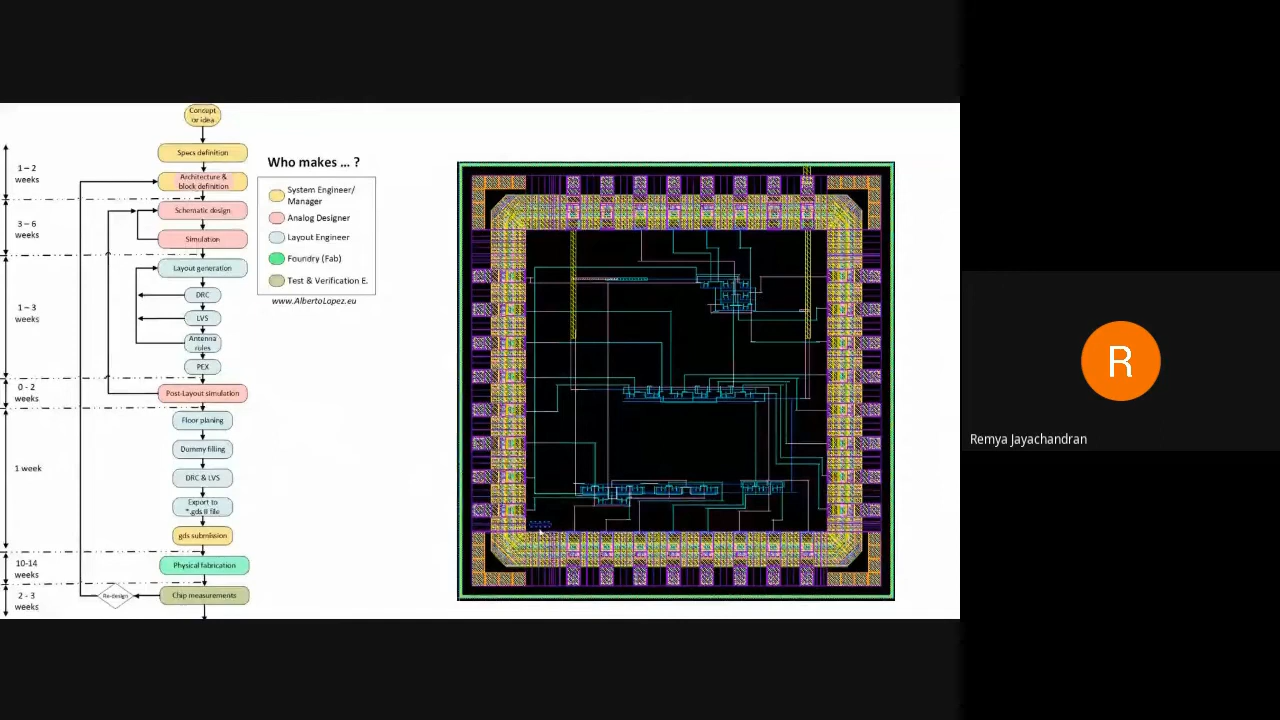 Concept
or idea
Specs definition
1 – 2
weeks
Architecture &
block definition
Schematic design
3 – 6
weeks
Simulation
Layout generation
DRC
1 – 3
weeks
LVS
Antenna
rules
PEX
0 - 2
weeks
Post-Layout simulation
Floor planing
Dummy filling
1 week
DRC & LVS
Export to
*.gds II file
gds submission
10-14
weeks
Physical fabrication
2 - 3
weeks
Re-design
Chip measurements
Who makes ... ?
System Engineer/
Manager
Analog Designer
Layout Engineer
Foundry (Fab)
Test & Verification E.
www.AlbertoLopez.eu
R
Remya Jayachandran